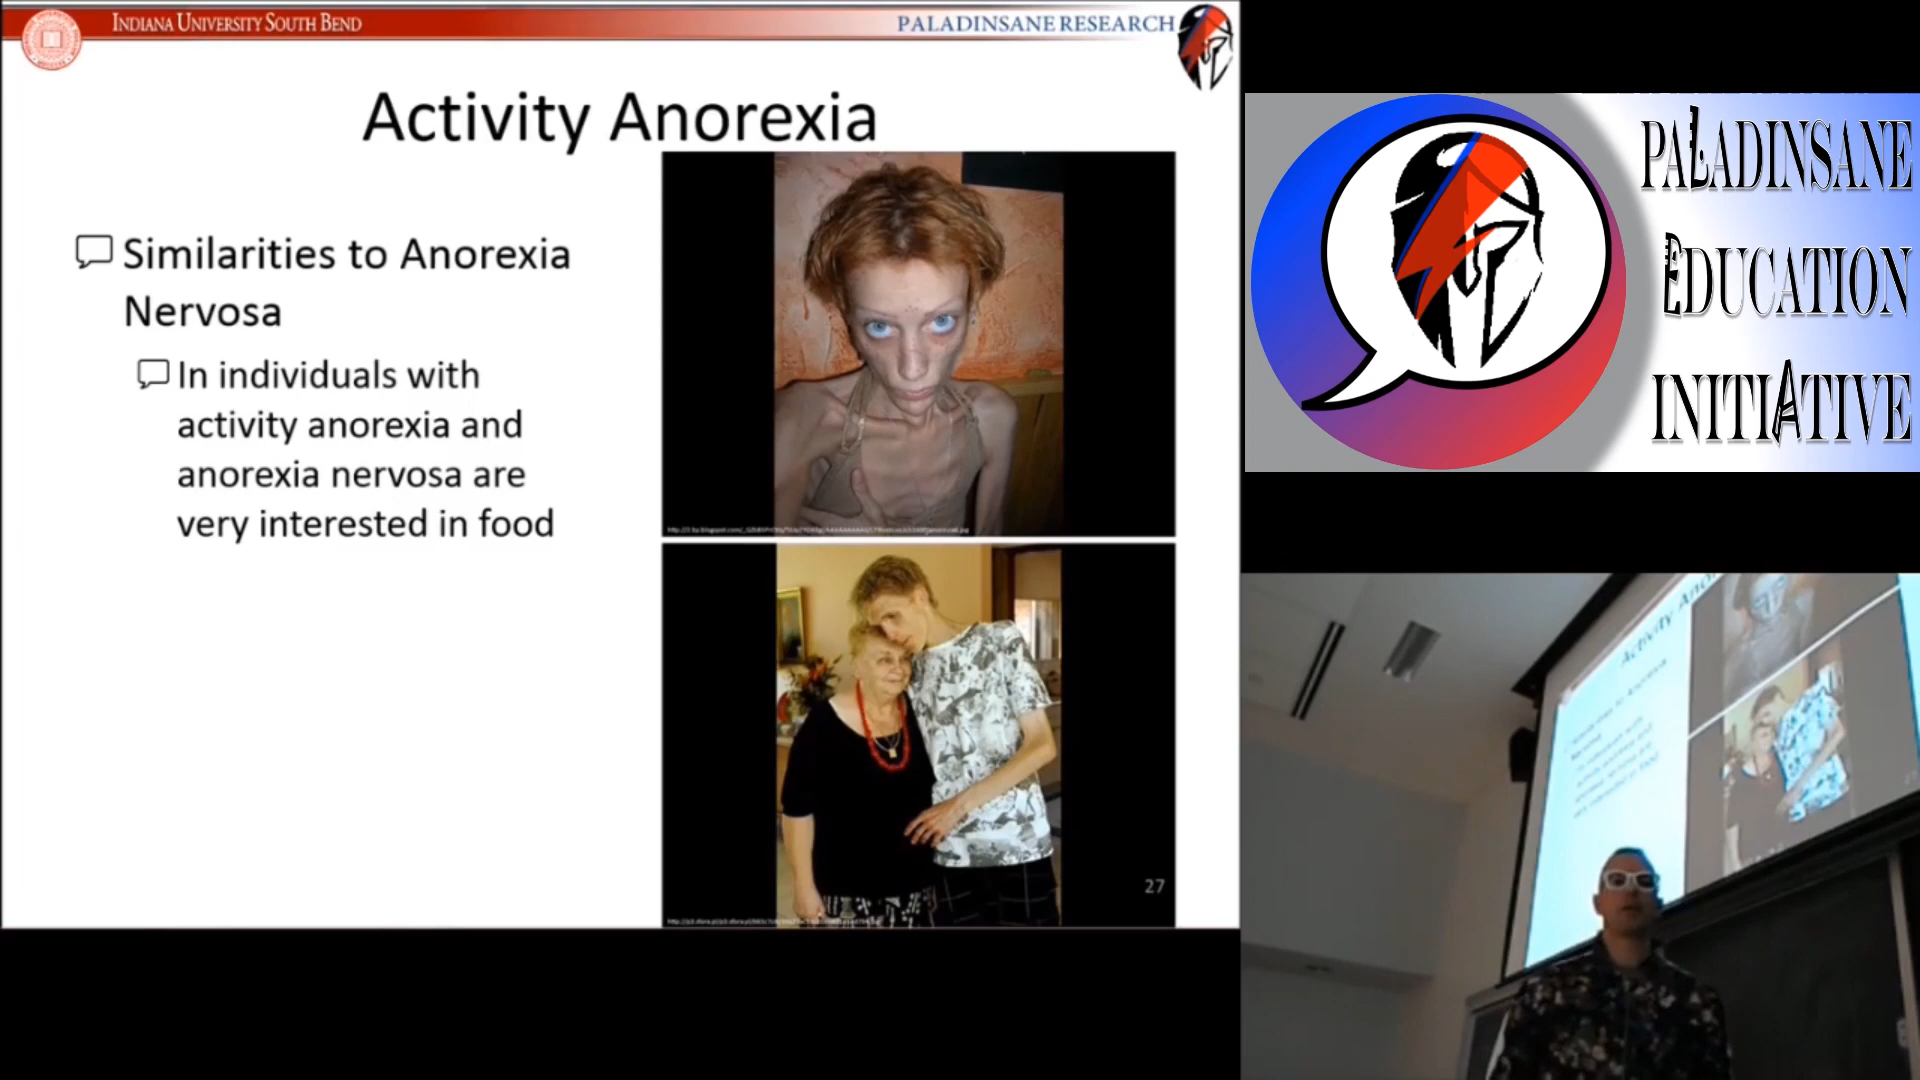 INDIANA UNIVERSITY SOUTH BEND
PALADINSANE RESEARCH
Activity Anorexia
Similarities to Anorexia
Nervosa
In individuals with
activity anorexia and
anorexia nervosa are
very interested in food
27
PALADINSANE
EDUCATION
INITIATIVE